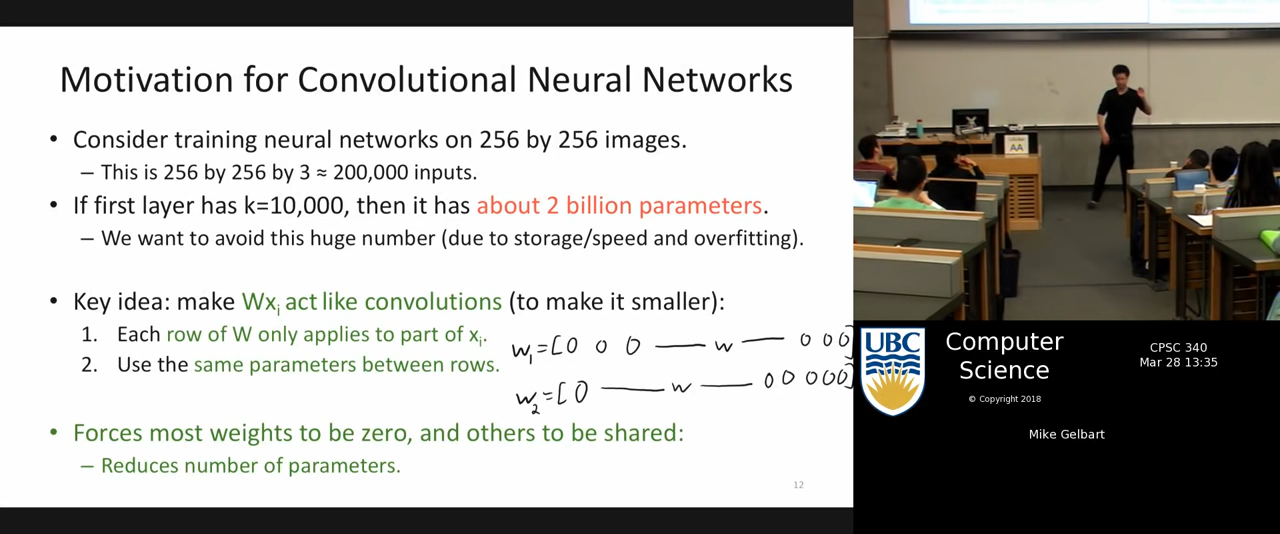 Motivation for Convolutional Neural Networks
• Consider training neural networks on 256 by 256 images.
– This is 256 by 256 by 3 ≈ 200,000 inputs.
• If first layer has k=10,000, then it has about 2 billion parameters.
– We want to avoid this huge number (due to storage/speed and overfitting).
• Key idea: make Wxi act like convolutions (to make it smaller):
1. Each row of W only applies to part of xi.
2. Use the same parameters between rows.
w1=[0 0 0 — w — 0 0 0]
w2=[0 — w — 0 0 0 0 0]
• Forces most weights to be zero, and others to be shared:
– Reduces number of parameters.
12
AA
UBC
Computer
Science
© Copyright 2018
CPSC 340
Mar 28 13:35
Mike Gelbart